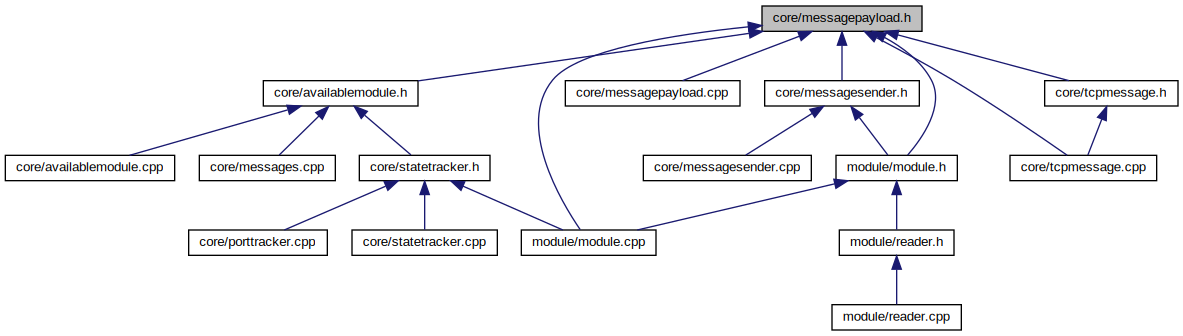 core/messagepayload.h
core/availablemodule.h
core/messagepayload.cpp
core/messagesender.h
core/tcpmessage.h
core/availablemodule.cpp
core/messages.cpp
core/statetracker.h
core/messagesender.cpp
module/module.h
core/tcpmessage.cpp
core/porttracker.cpp
core/statetracker.cpp
module/module.cpp
module/reader.h
module/reader.cpp